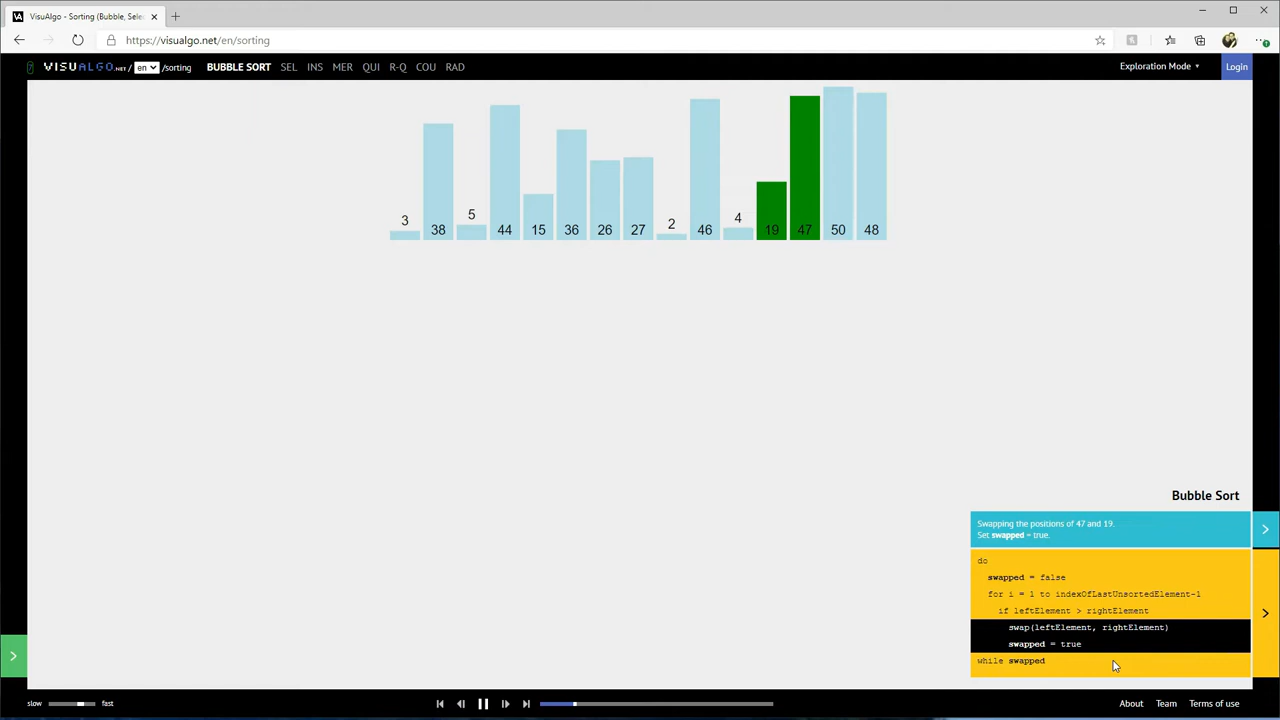 VisuAlgo - Sorting (Bubble, Selec
https://visualgo.net/en/sorting
7 VISUALGO.NET / en /sorting BUBBLE SORT SEL INS MER QUI R-Q COU RAD Exploration Mode Login
3 38 5 44 15 36 26 27 2 46 4 19 47 50 48
Bubble Sort
Swapping the positions of 47 and 19.
Set swapped = true.
do
swapped = false
for i = 1 to indexOfLastUnsortedElement-1
if leftElement > rightElement
swap(leftElement, rightElement)
swapped = true
while swapped
slow fast About Team Terms of use